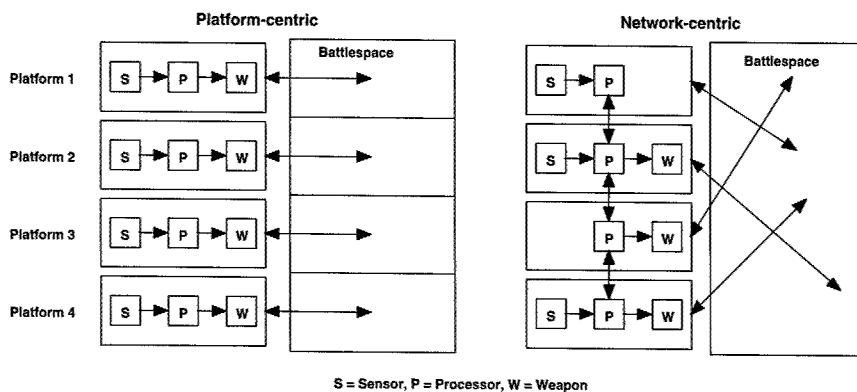 Platform-centric
Network-centric
Battlespace
Battlespace
Platform 1
S P W
S P
Platform 2
S P W
S P W
Platform 3
S P W
P W
Platform 4
S P W
S P W
S = Sensor, P = Processor, W = Weapon